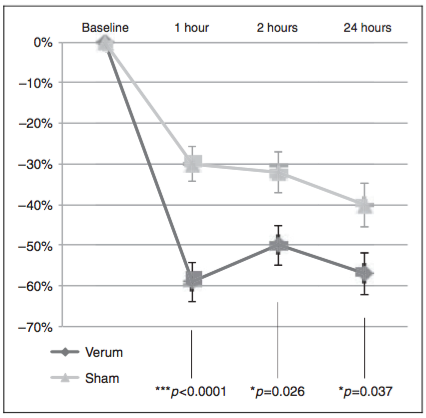 Baseline 1 hour 2 hours 24 hours
0%
−10%
−20%
−30%
−40%
−50%
−60%
−70%
Verum
Sham
***p<0.0001 *p=0.026 *p=0.037